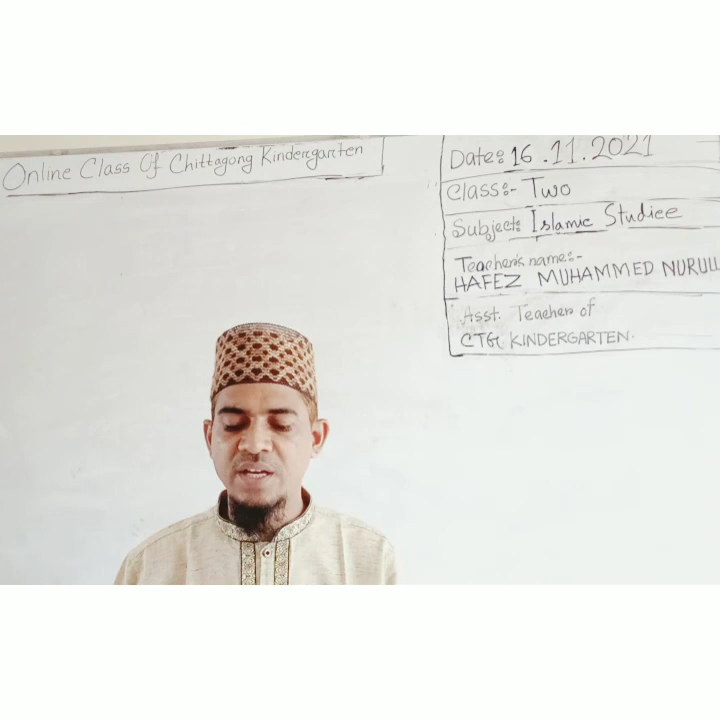 Online Class Of Chittagong Kindergarten
Date: 16.11.2021
Class:- Two
Subject: Islamic Studiee
Teacher's name:-
HAFEZ MUHAMMED NURULL
Asst. Teacher of
CTG KINDERGARTEN.